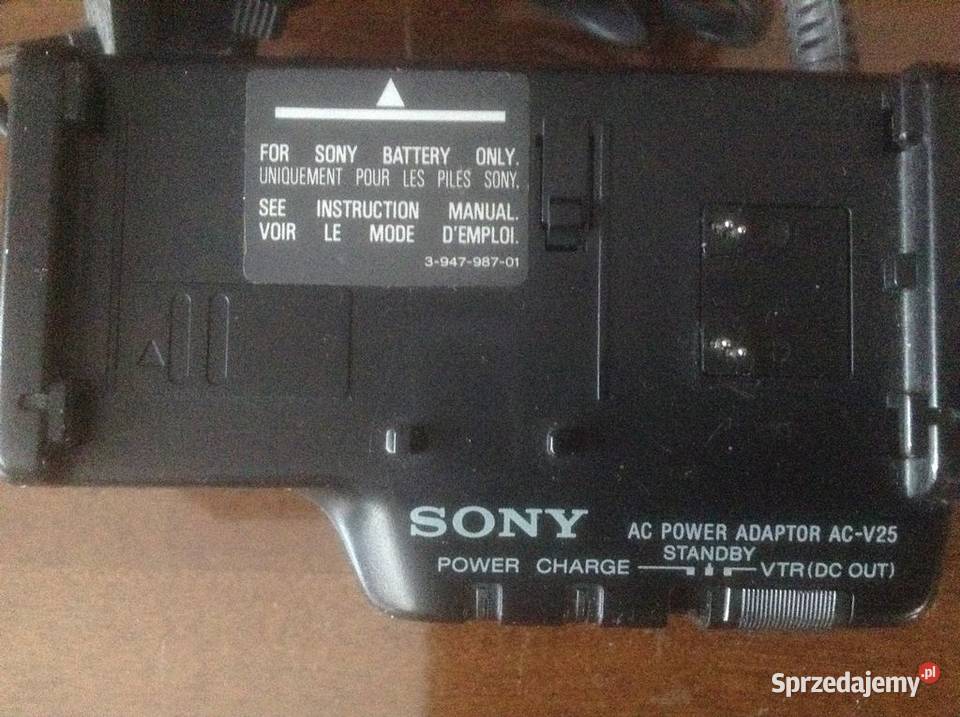 FOR SONY BATTERY ONLY.
UNIQUEMENT POUR LES PILES SONY.
SEE INSTRUCTION MANUAL.
VOIR LE MODE D'EMPLOI.
3-947-987-01
SONY
AC POWER ADAPTOR AC-V25
STANDBY
POWER CHARGE VTR (DC OUT)
Sprzedajemy.pl